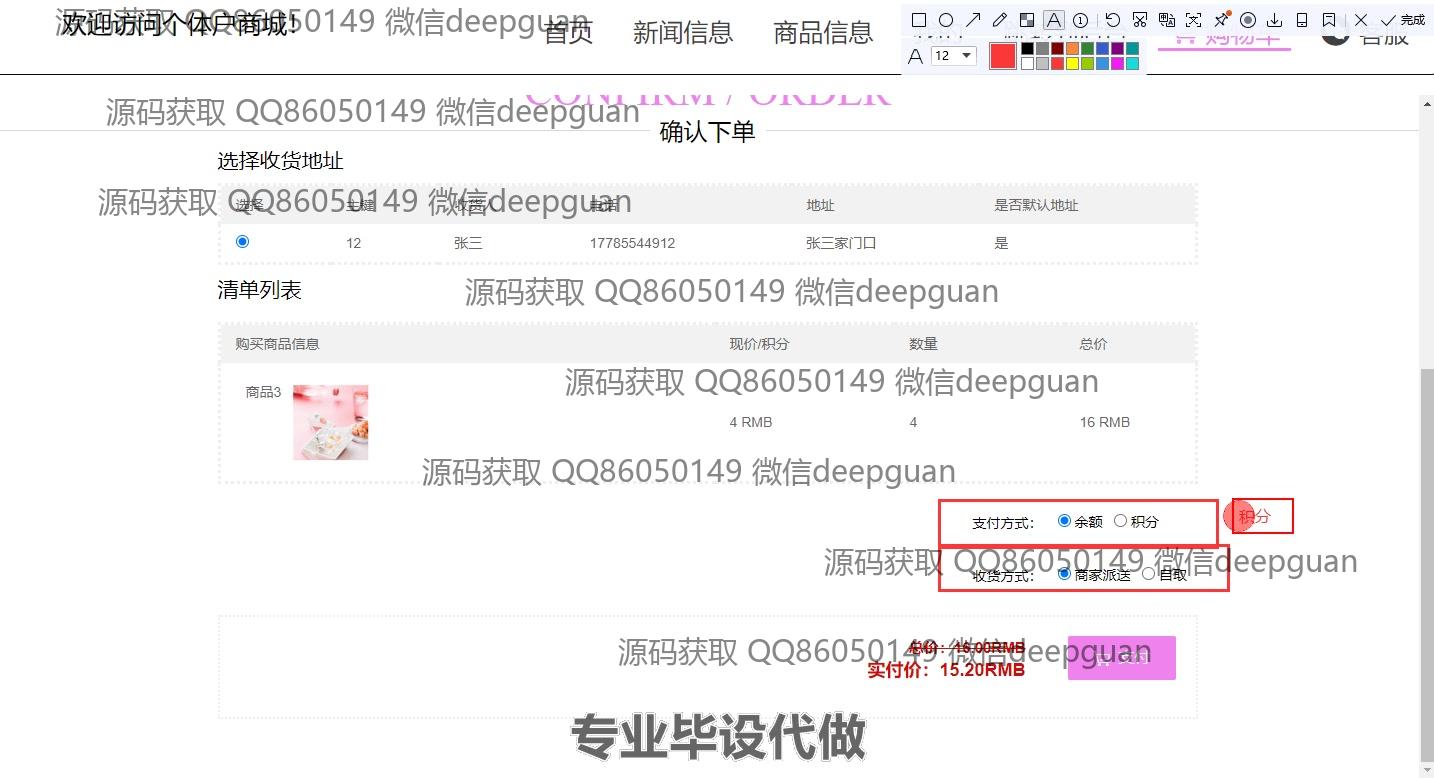 欢迎访问个体户商城！
源码获取 QQ86050149 微信deepguan
首页
新闻信息
商品信息
购物车
客服
完成
A 12
CONFIRM / ORDER
源码获取 QQ86050149 微信deepguan
确认下单
选择收货地址
选择 主键 收货人 电话 地址 是否默认地址
源码获取 QQ86050149 微信deepguan
12 张三 17785544912 张三家门口 是
清单列表
源码获取 QQ86050149 微信deepguan
购买商品信息 现价/积分 数量 总价
源码获取 QQ86050149 微信deepguan
商品3
4 RMB 4 16 RMB
源码获取 QQ86050149 微信deepguan
支付方式： 余额 积分
积分
源码获取 QQ86050149 微信deepguan
收货方式： 商家派送 自取
总价：16.00RMB
源码获取 QQ86050149 微信deepguan
实付价：15.20RMB
支付
专业毕设代做